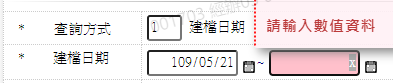 * 查詢方式 1 建檔日期
請輸入數值資料
* 建檔日期 109/05/21 ~